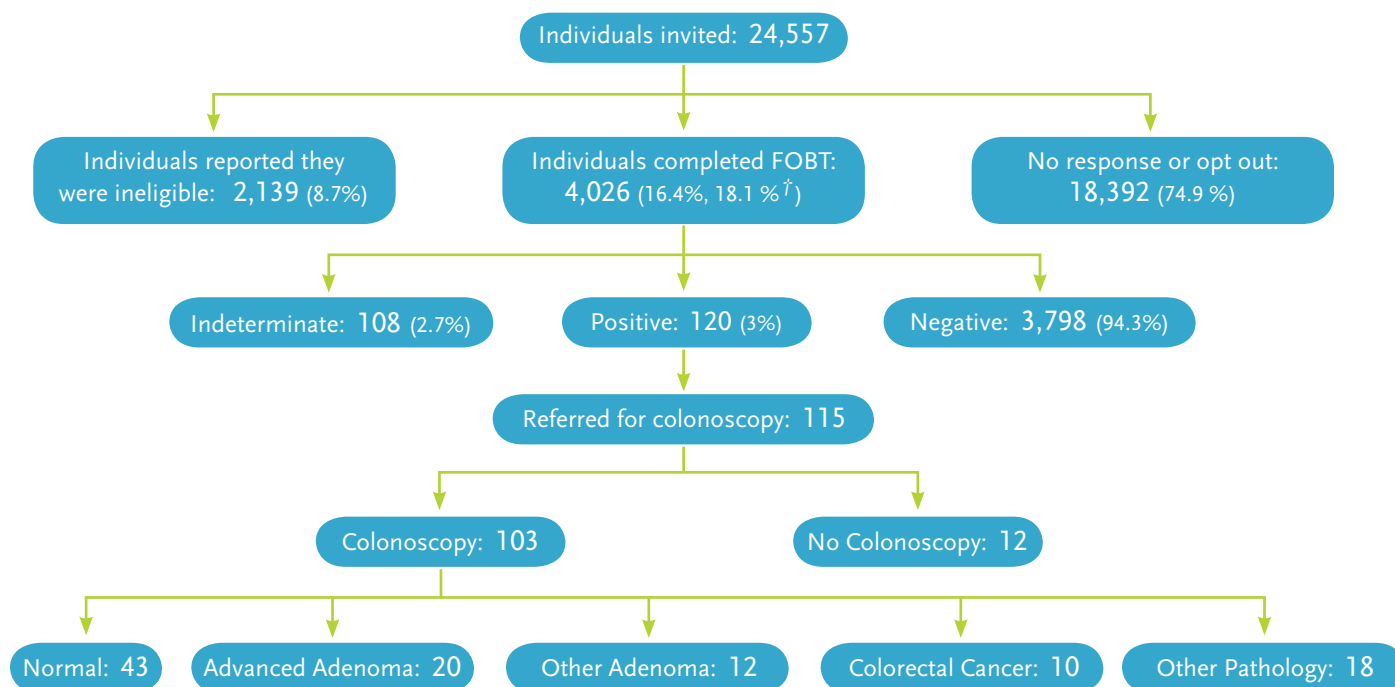 Individuals invited: 24,557
Individuals reported they
were ineligible: 2,139 (8.7%)
Individuals completed FOBT:
4,026 (16.4%, 18.1 %†)
No response or opt out:
18,392 (74.9 %)
Indeterminate: 108 (2.7%)
Positive: 120 (3%)
Negative: 3,798 (94.3%)
Referred for colonoscopy: 115
Colonoscopy: 103
No Colonoscopy: 12
Normal: 43
Advanced Adenoma: 20
Other Adenoma: 12
Colorectal Cancer: 10
Other Pathology: 18